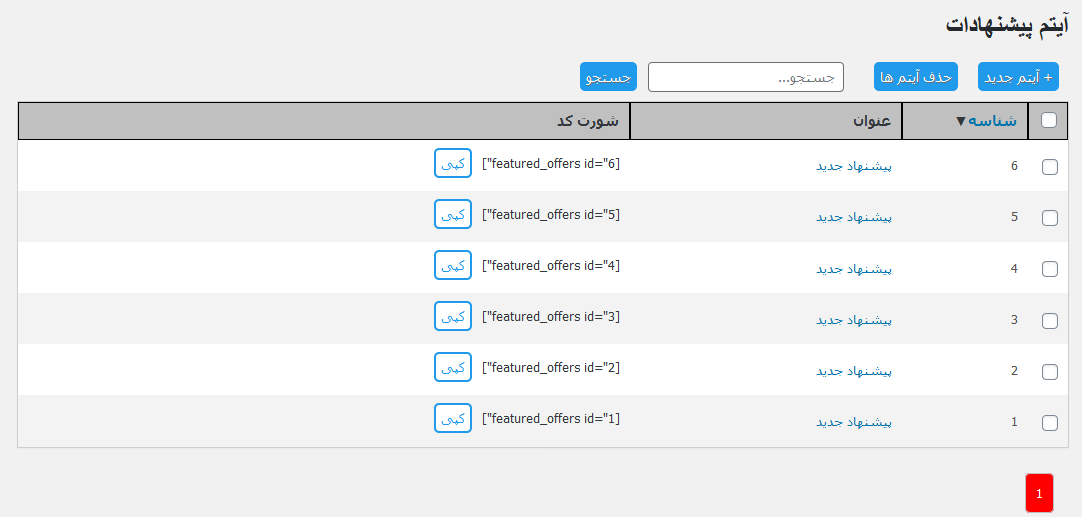 آیتم پیشنهادات
+ آیتم جدید حذف آیتم ها جستجو... جستجو
شناسه▼ عنوان شورت کد
6 پیشنهاد جدید ["featured_offers id="6] کپی
5 پیشنهاد جدید ["featured_offers id="5] کپی
4 پیشنهاد جدید ["featured_offers id="4] کپی
3 پیشنهاد جدید ["featured_offers id="3] کپی
2 پیشنهاد جدید ["featured_offers id="2] کپی
1 پیشنهاد جدید ["featured_offers id="1] کپی
1